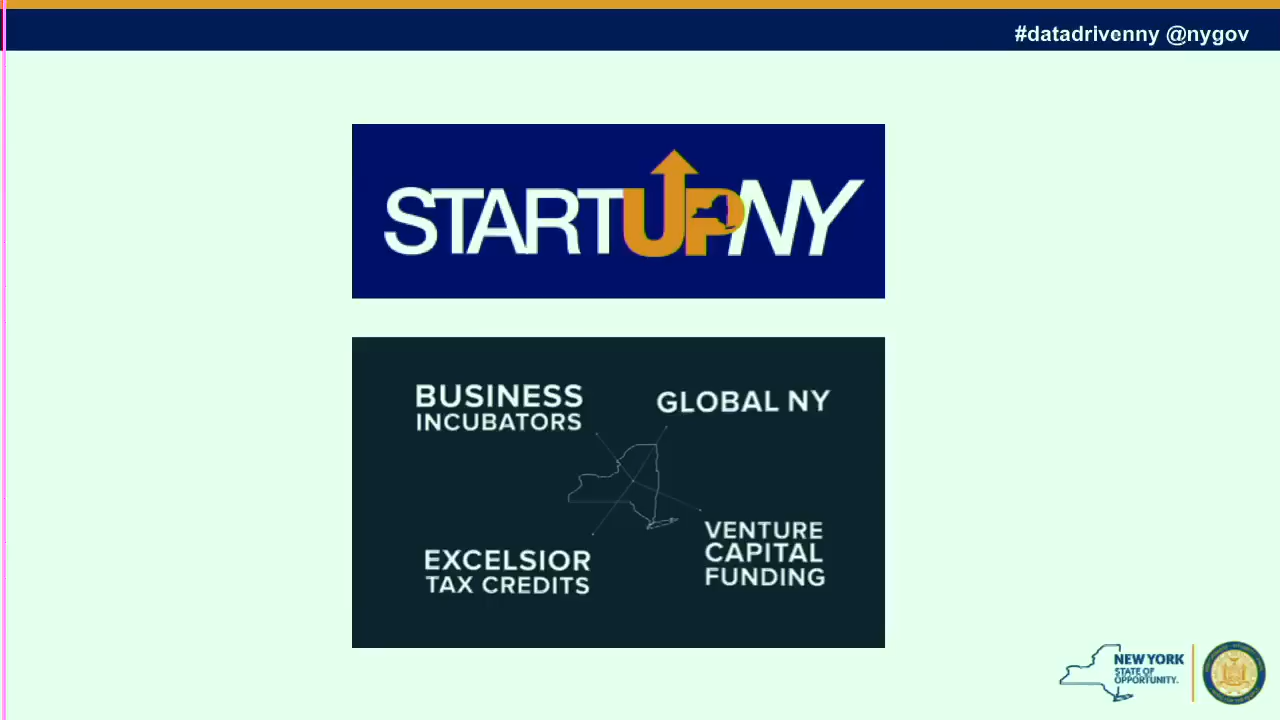 #datadrivenny @nygov
STARTUPNY
BUSINESS
INCUBATORS
GLOBAL NY
EXCELSIOR
TAX CREDITS
VENTURE
CAPITAL
FUNDING
NEW YORK
STATE OF
OPPORTUNITY.